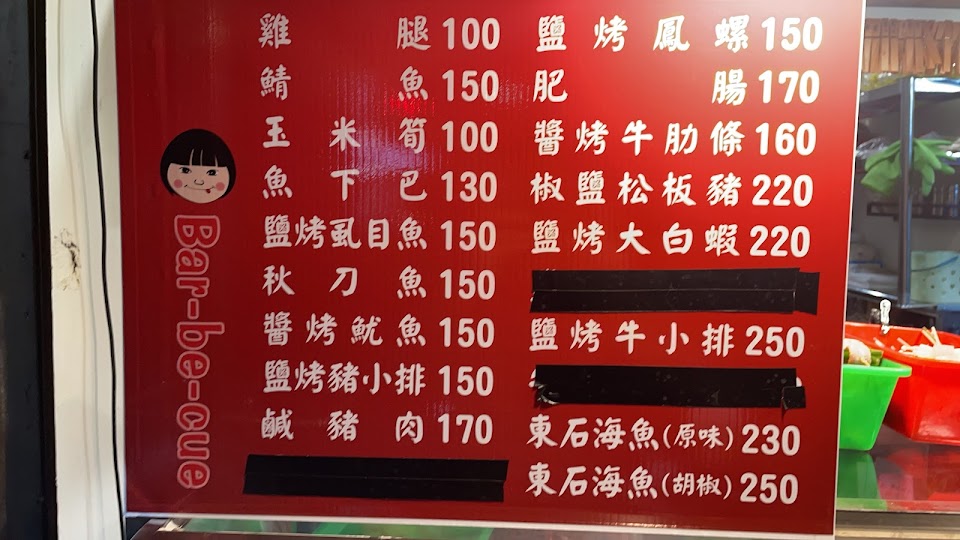 雞腿 100
鯖魚 150
玉米筍 100
魚下巴 130
鹽烤虱目魚 150
秋刀魚 150
醬烤魷魚 150
鹽烤豬小排 150
鹹豬肉 170
鹽烤鳳螺 150
肥腸 170
醬烤牛肋條 160
椒鹽松板豬 220
鹽烤大白蝦 220
鹽烤牛小排 250
東石海魚(原味) 230
東石海魚(胡椒) 250
Bar-be-cue